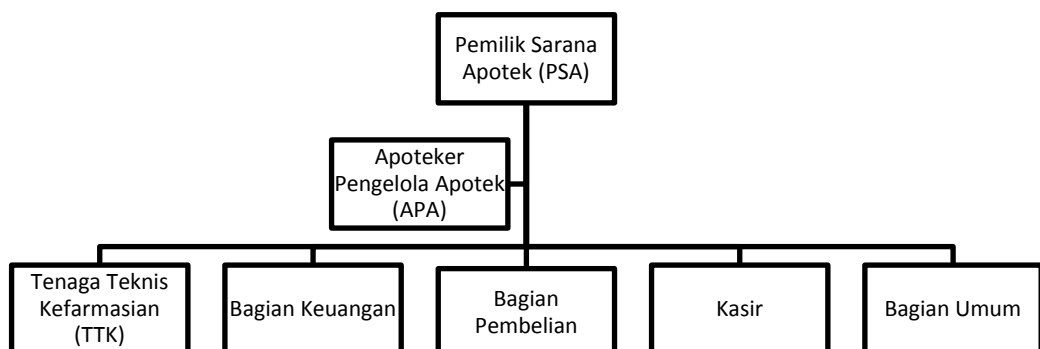 Pemilik Sarana
Apotek (PSA)
Apoteker
Pengelola Apotek
(APA)
Tenaga Teknis
Kefarmasian
(TTK)
Bagian Keuangan
Bagian
Pembelian
Kasir
Bagian Umum